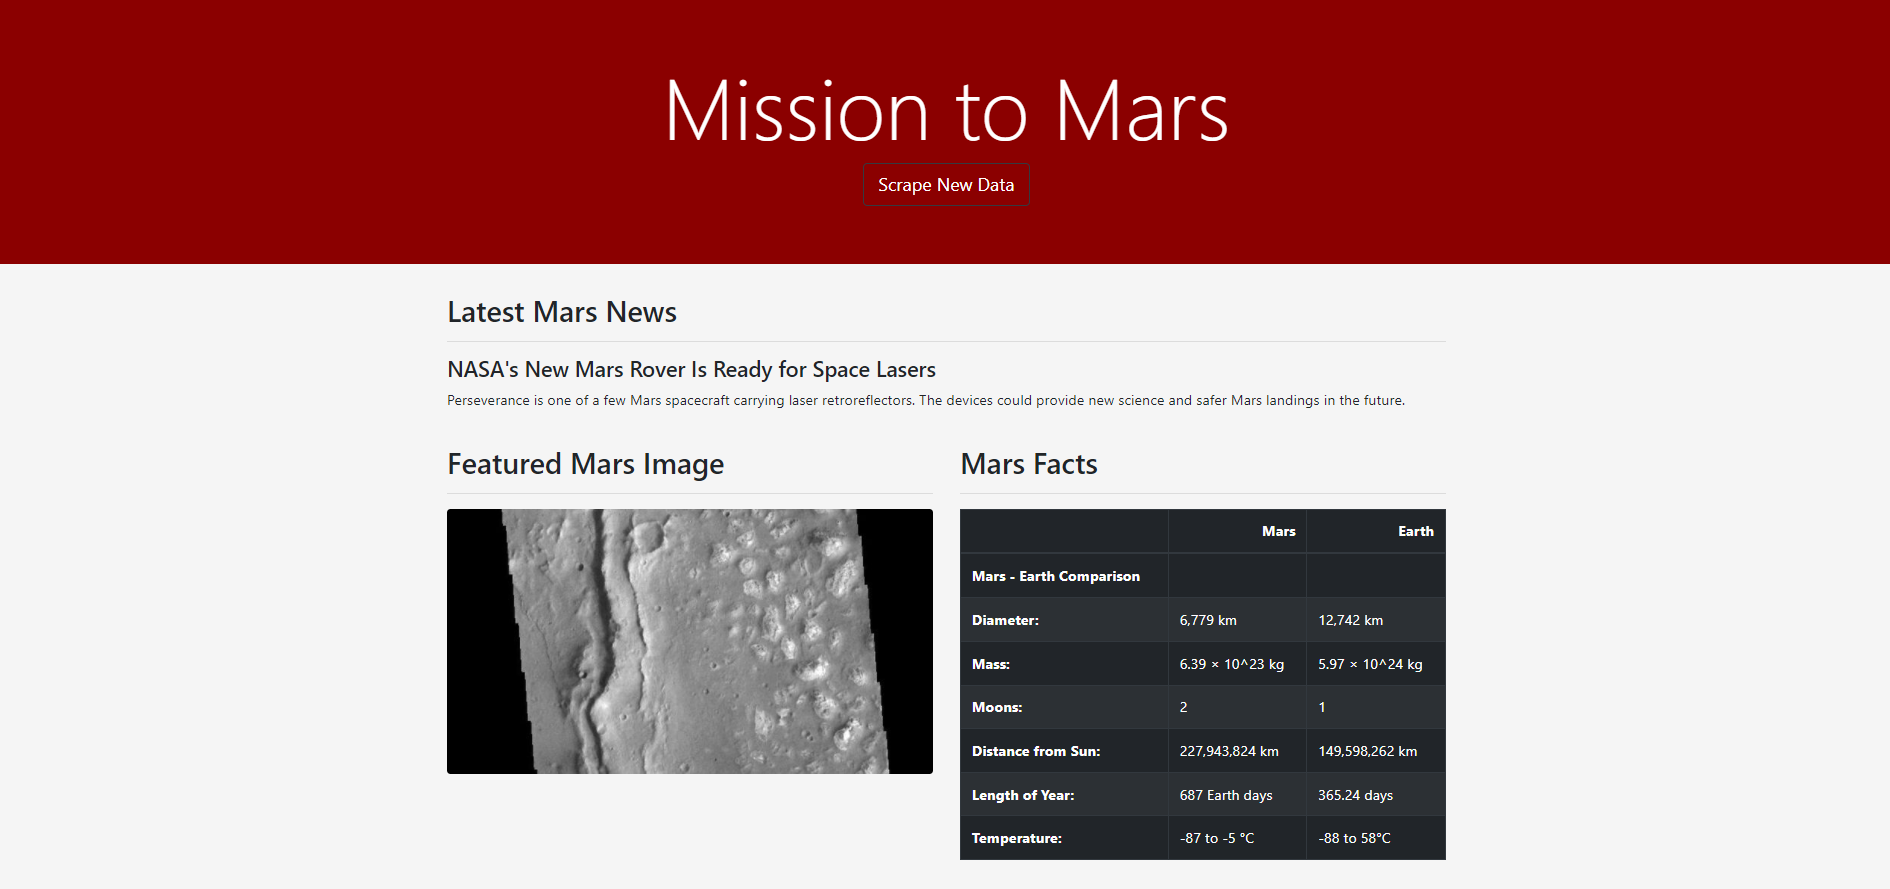 Mission to Mars
Scrape New Data
Latest Mars News
NASA's New Mars Rover Is Ready for Space Lasers
Perseverance is one of a few Mars spacecraft carrying laser retroreflectors. The devices could provide new science and safer Mars landings in the future.
Featured Mars Image
Mars Facts
Mars Earth
Mars - Earth Comparison
Diameter: 6,779 km 12,742 km
Mass: 6.39 × 10^23 kg 5.97 × 10^24 kg
Moons: 2 1
Distance from Sun: 227,943,824 km 149,598,262 km
Length of Year: 687 Earth days 365.24 days
Temperature: -87 to -5 °C -88 to 58°C